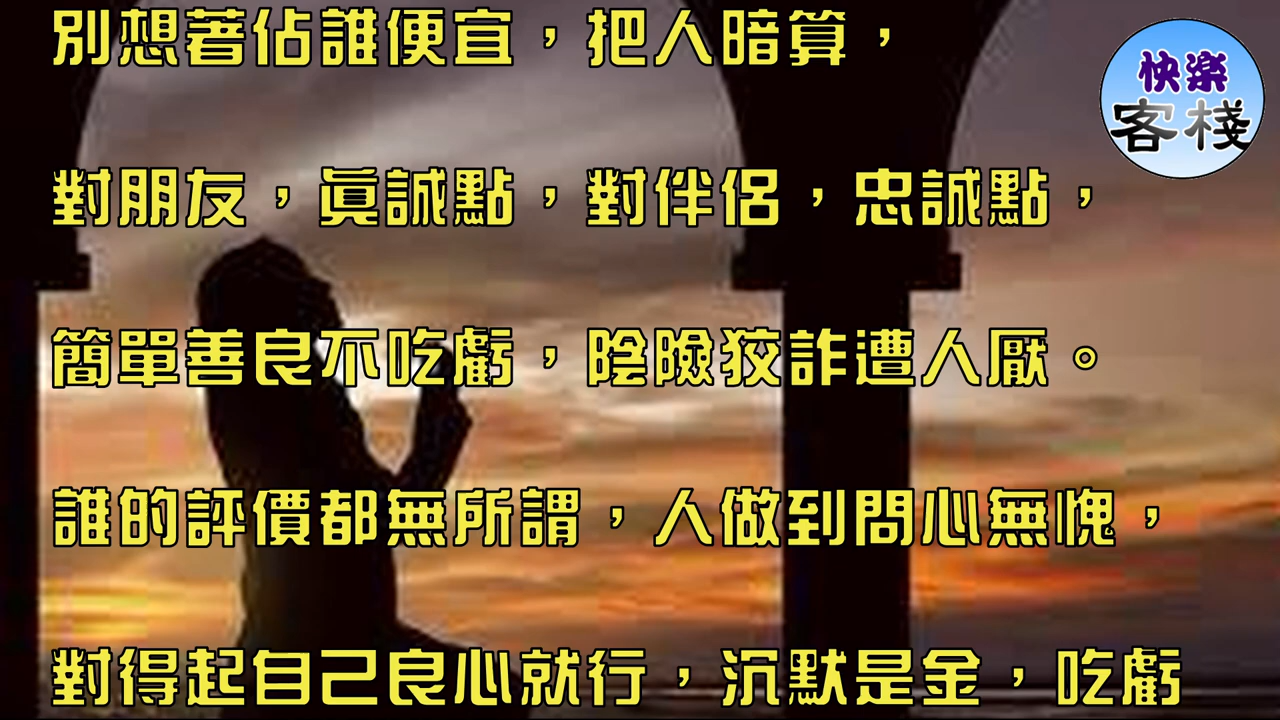 別想著佔誰便宜，把人暗算，
快樂
客棧
對朋友，真誠點，對伴侶，忠誠點，
簡單善良不吃虧，陰險狡詐遭人厭。
誰的評價都無所謂，人做到問心無愧，
對得起自己良心就行，沉默是金，吃虧